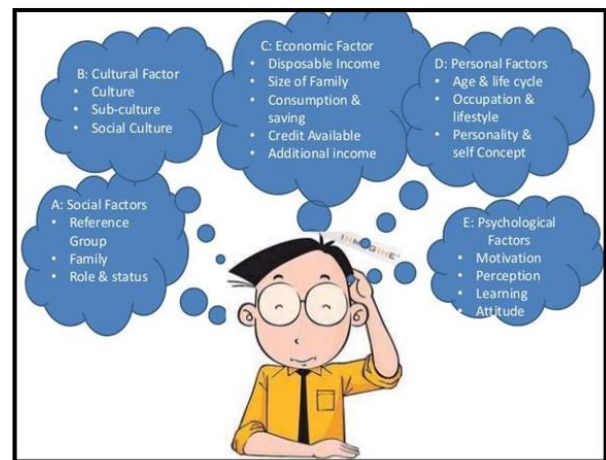 A: Social Factors
• Reference
Group
• Family
• Role & status
B: Cultural Factor
• Culture
• Sub-culture
• Social Culture
C: Economic Factor
• Disposable Income
• Size of Family
• Consumption &
saving
• Credit Available
• Additional income
D: Personal Factors
• Age & life cycle
• Occupation &
lifestyle
• Personality &
self Concept
E: Psychological
Factors
• Motivation
• Perception
• Learning
• Attitude
INMAGINE